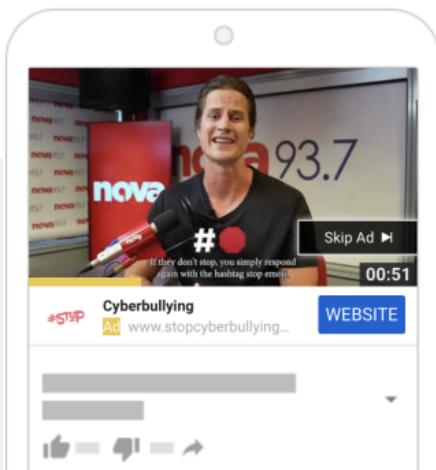 nova 93.7
nova
#
If they don't stop, you simply respond
again with the hashtag stop emoji.
Skip Ad
00:51
#STOP
Cyberbullying
Ad www.stopcyberbullying...
WEBSITE